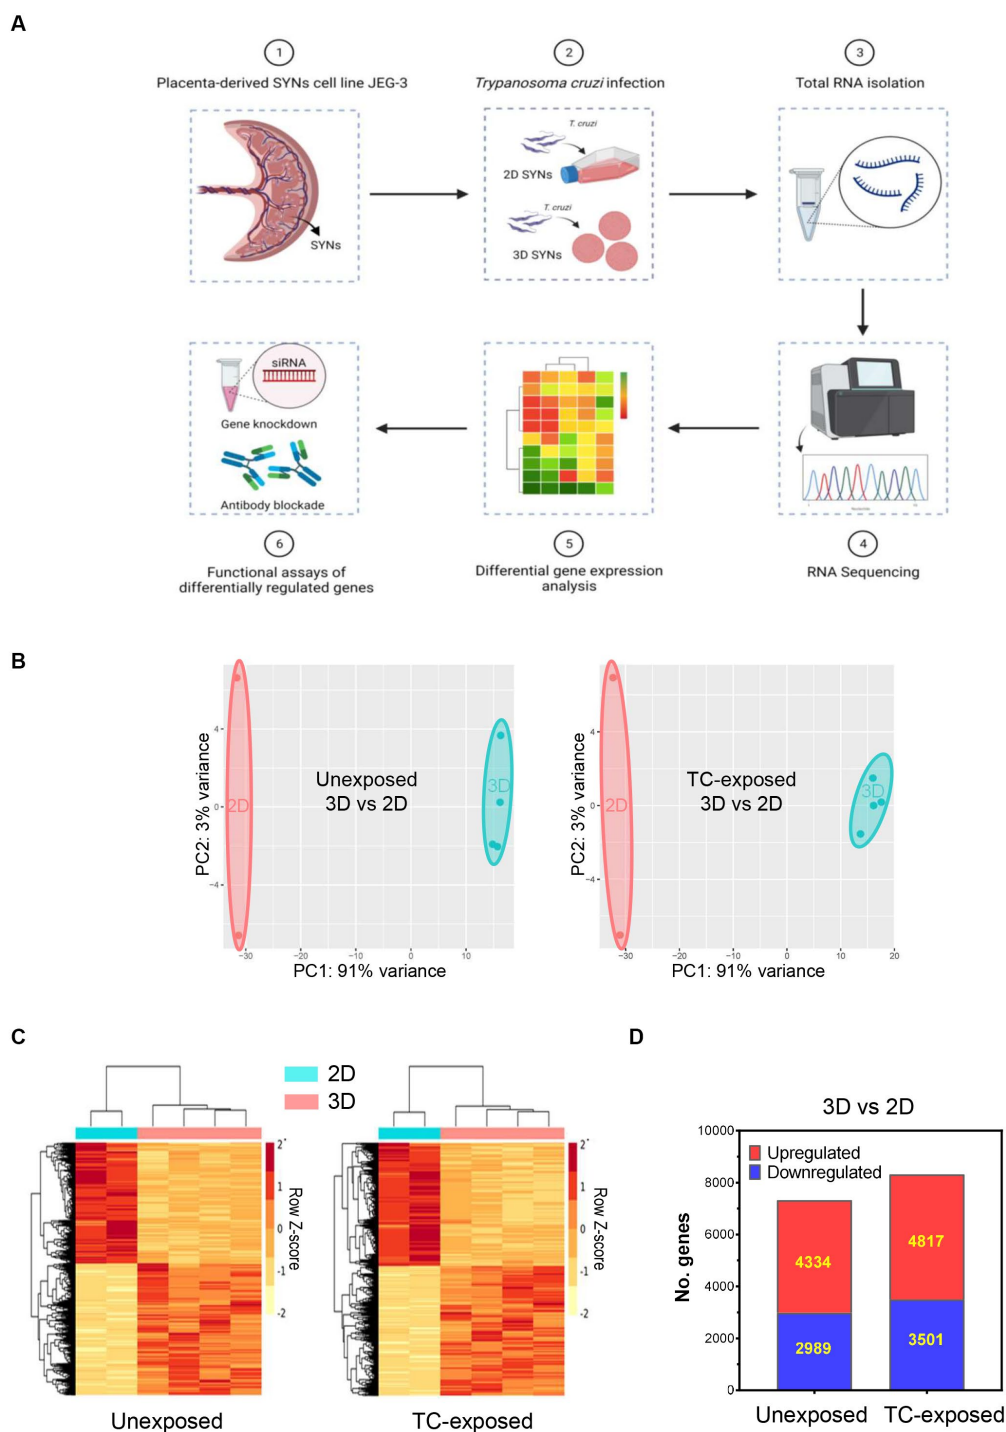 A
1
2
3
Placenta-derived SYNs cell line JEG-3
Trypanosoma cruzi infection
Total RNA isolation
T. cruzi
2D SYNs
T. cruzi
3D SYNs
SYNs
siRNA
Gene knockdown
Antibody blockade
6
5
4
Functional assays of
differentially regulated genes
Differential gene expression
analysis
RNA Sequencing
B
PC2: 3% variance
4
0
−4
2D
Unexposed
3D vs 2D
3D
−30
−20
−10
0
10
PC1: 91% variance
PC2: 3% variance
4
0
−4
2D
TC-exposed
3D vs 2D
3D
−30
−20
−10
0
10
20
PC1: 91% variance
C
2D
3D
2
1
0
-1
-2
Row Z-score
Unexposed
2
1
0
-1
-2
Row Z-score
TC-exposed
D
3D vs 2D
No. genes
10000
8000
6000
4000
2000
0
Upregulated
Downregulated
4334
4817
2989
3501
Unexposed
TC-exposed